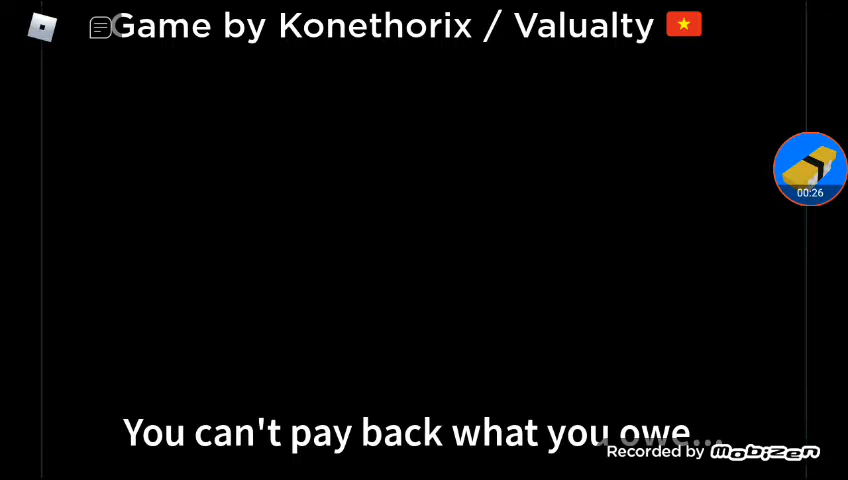 Game by Konethorix / Valualty
00:26
You can't pay back what you owe...
Recorded by mobizen